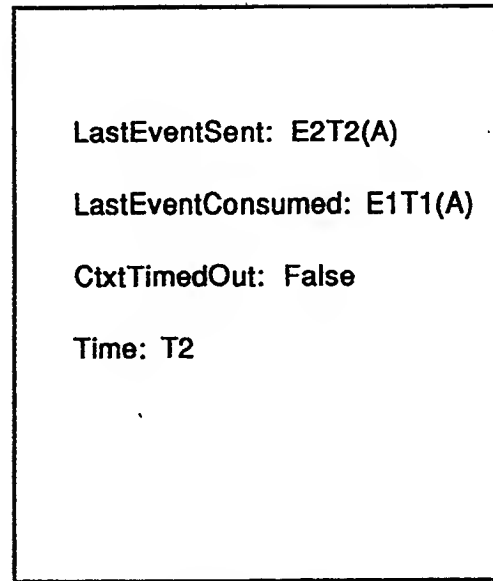 LastEventSent: E2T2(A)
LastEventConsumed: E1T1(A)
CtxtTimedOut: False
Time: T2